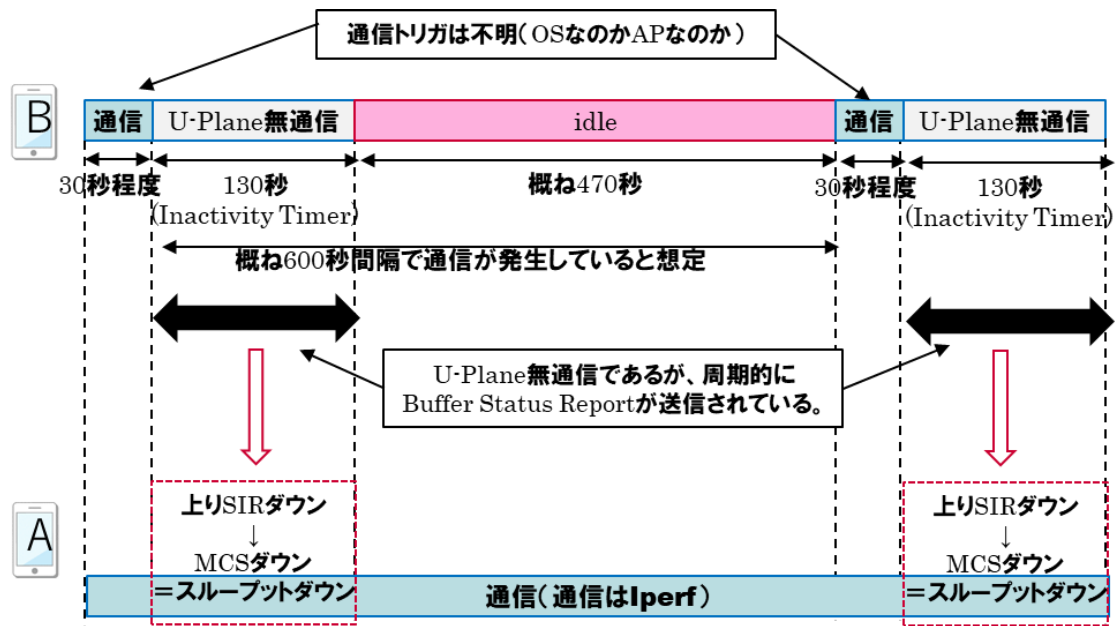 通信トリガは不明(OSなのかAPなのか)
B
通信
U-Plane無通信
idle
通信
U-Plane無通信
30秒程度
130秒
(Inactivity Timer)
概ね470秒
30秒程度
130秒
(Inactivity Timer)
概ね600秒間隔で通信が発生していると想定
U-Plane無通信であるが、周期的に
Buffer Status Reportが送信されている。
A
上りSIRダウン
↓
MCSダウン
＝スループットダウン
通信(通信はIperf)
上りSIRダウン
↓
MCSダウン
＝スループットダウン